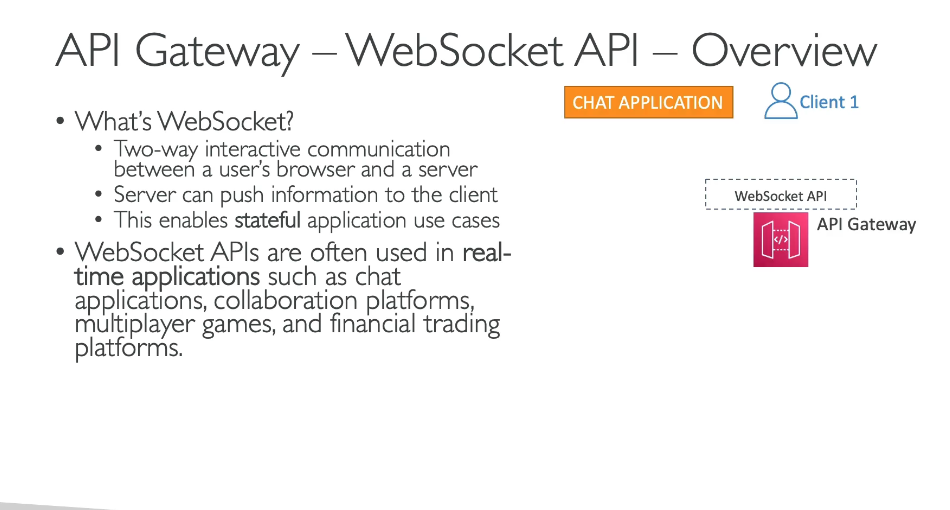 API Gateway – WebSocket API – Overview
CHAT APPLICATION
Client 1
• What's WebSocket?
• Two-way interactive communication
between a user's browser and a server
• Server can push information to the client
• This enables stateful application use cases
• WebSocket APIs are often used in real-
time applications such as chat
applications, collaboration platforms,
multiplayer games, and financial trading
platforms.
WebSocket API
API Gateway